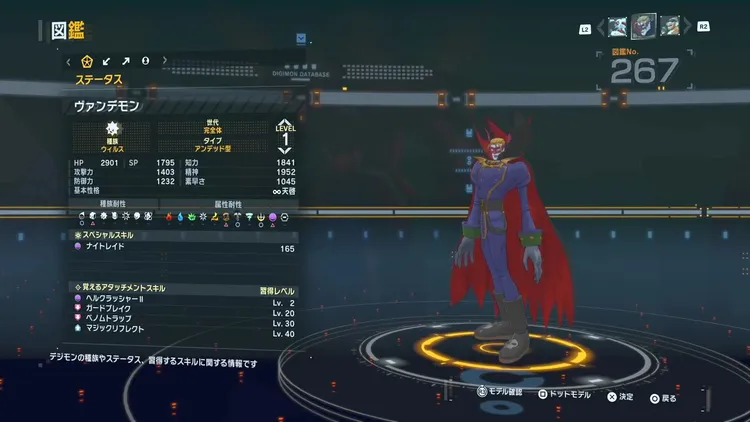 図鑑
L2
R2
図鑑No.
267
DIGIMON DATABASE
ステータス
ヴァンデモン
種族
ウイルス
世代
完全体
タイプ
アンデッド型
LEVEL
1
HP 2901 SP 1795 知力 1841
攻撃力 1403 精神 1952
防御力 1232 素早さ 1045
基本性格 ∞天啓
種族耐性 属性耐性
スペシャルスキル
ナイトレイド 165
覚えるアタッチメントスキル 習得レベル
ヘルクラッシャーII Lv. 2
ガードブレイク Lv. 20
ベノムトラップ Lv. 30
マジックリフレクト Lv. 40
デジモンの種族やステータス、習得するスキルに関する情報です
R3 モデル確認 ドットモデル 決定 戻る